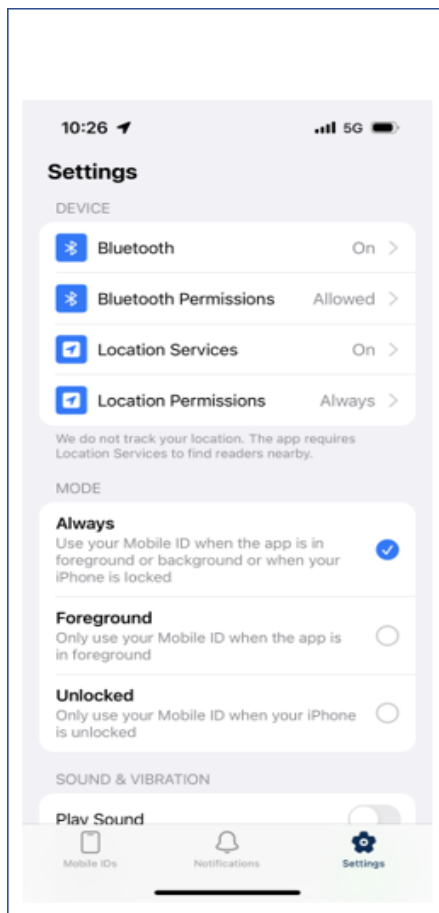 10:26
5G
Settings
DEVICE
Bluetooth On
Bluetooth Permissions Allowed
Location Services On
Location Permissions Always
We do not track your location. The app requires
Location Services to find readers nearby.
MODE
Always
Use your Mobile ID when the app is in
foreground or background or when your
iPhone is locked
Foreground
Only use your Mobile ID when the app is
in foreground
Unlocked
Only use your Mobile ID when your iPhone
is unlocked
SOUND & VIBRATION
Play Sound
Mobile IDs Notifications Settings